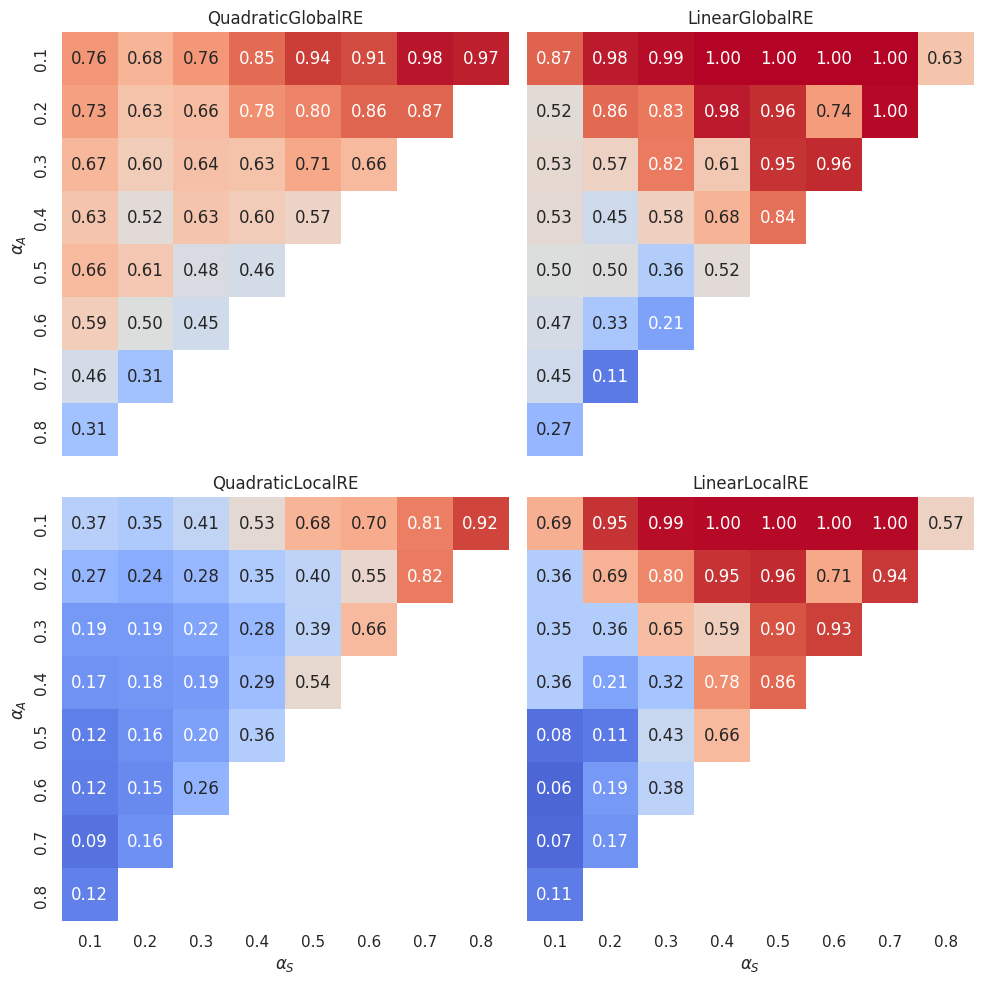 QuadraticGlobalRE
0.1 0.76 0.68 0.76 0.85 0.94 0.91 0.98 0.97
0.2 0.73 0.63 0.66 0.78 0.80 0.86 0.87
0.3 0.67 0.60 0.64 0.63 0.71 0.66
0.4 0.63 0.52 0.63 0.60 0.57
0.5 0.66 0.61 0.48 0.46
0.6 0.59 0.50 0.45
0.7 0.46 0.31
0.8 0.31
α_A
LinearGlobalRE
0.87 0.98 0.99 1.00 1.00 1.00 1.00 0.63
0.52 0.86 0.83 0.98 0.96 0.74 1.00
0.53 0.57 0.82 0.61 0.95 0.96
0.53 0.45 0.58 0.68 0.84
0.50 0.50 0.36 0.52
0.47 0.33 0.21
0.45 0.11
0.27
QuadraticLocalRE
0.1 0.37 0.35 0.41 0.53 0.68 0.70 0.81 0.92
0.2 0.27 0.24 0.28 0.35 0.40 0.55 0.82
0.3 0.19 0.19 0.22 0.28 0.39 0.66
0.4 0.17 0.18 0.19 0.29 0.54
0.5 0.12 0.16 0.20 0.36
0.6 0.12 0.15 0.26
0.7 0.09 0.16
0.8 0.12
α_A
0.1 0.2 0.3 0.4 0.5 0.6 0.7 0.8
α_S
LinearLocalRE
0.69 0.95 0.99 1.00 1.00 1.00 1.00 0.57
0.36 0.69 0.80 0.95 0.96 0.71 0.94
0.35 0.36 0.65 0.59 0.90 0.93
0.36 0.21 0.32 0.78 0.86
0.08 0.11 0.43 0.66
0.06 0.19 0.38
0.07 0.17
0.11
0.1 0.2 0.3 0.4 0.5 0.6 0.7 0.8
α_S